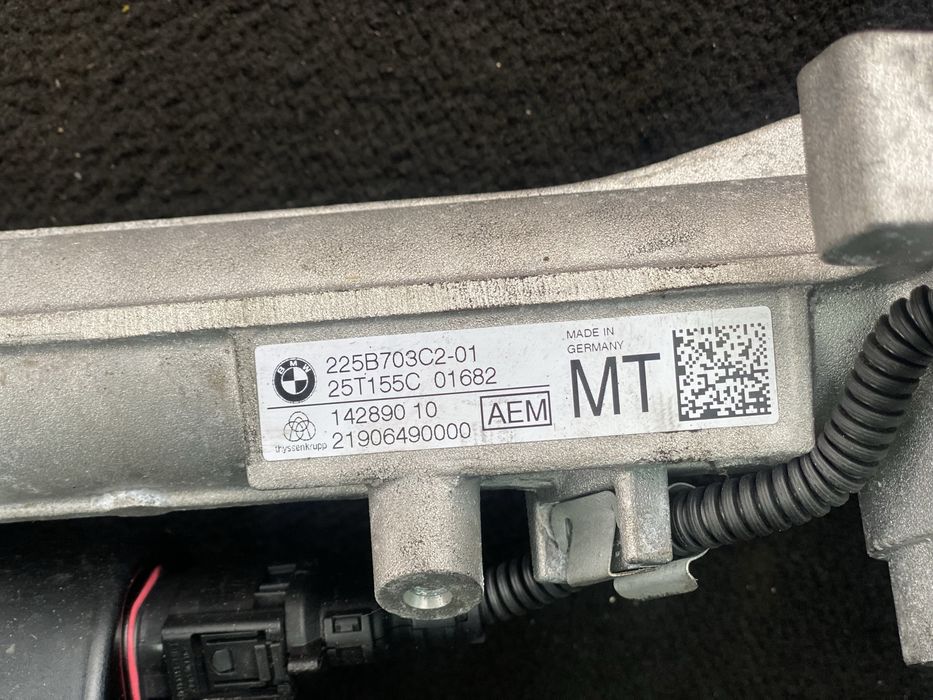 BMW
225B703C2-01
25T155C 01682
thyssenkrupp
142890 10
21906490000
AEM
MADE IN
GERMANY
MT